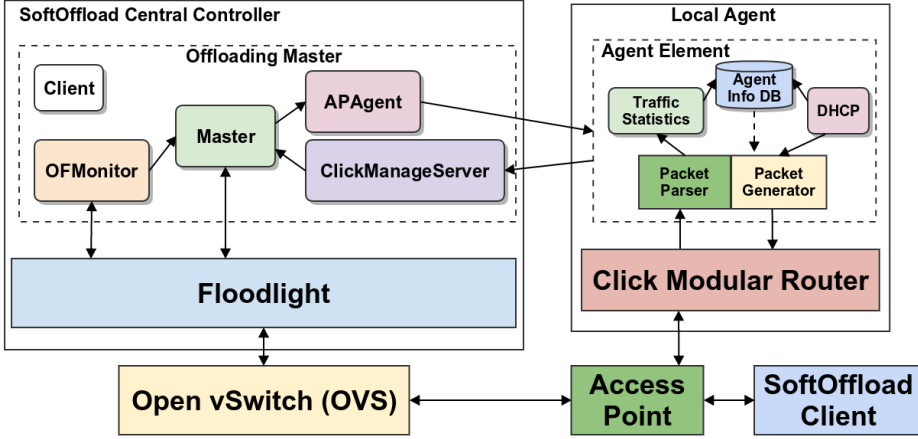 SoftOffload Central Controller
Offloading Master
Client
APAgent
Master
OFMonitor
ClickManageServer
Floodlight
Local Agent
Agent Element
Agent
Info DB
Traffic
Statistics
DHCP
Packet
Parser
Packet
Generator
Click Modular Router
Open vSwitch (OVS)
Access
Point
SoftOffload
Client